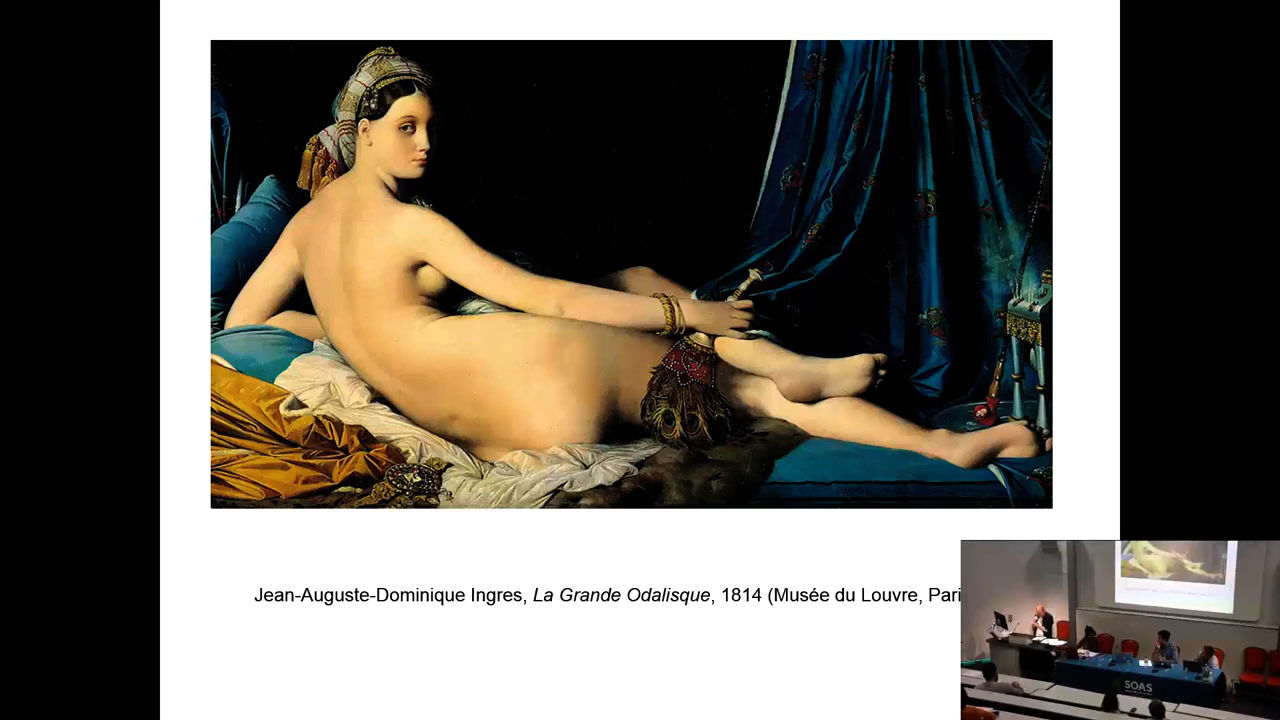 Jean-Auguste-Dominique Ingres, La Grande Odalisque, 1814 (Musée du Louvre, Pari
SOAS